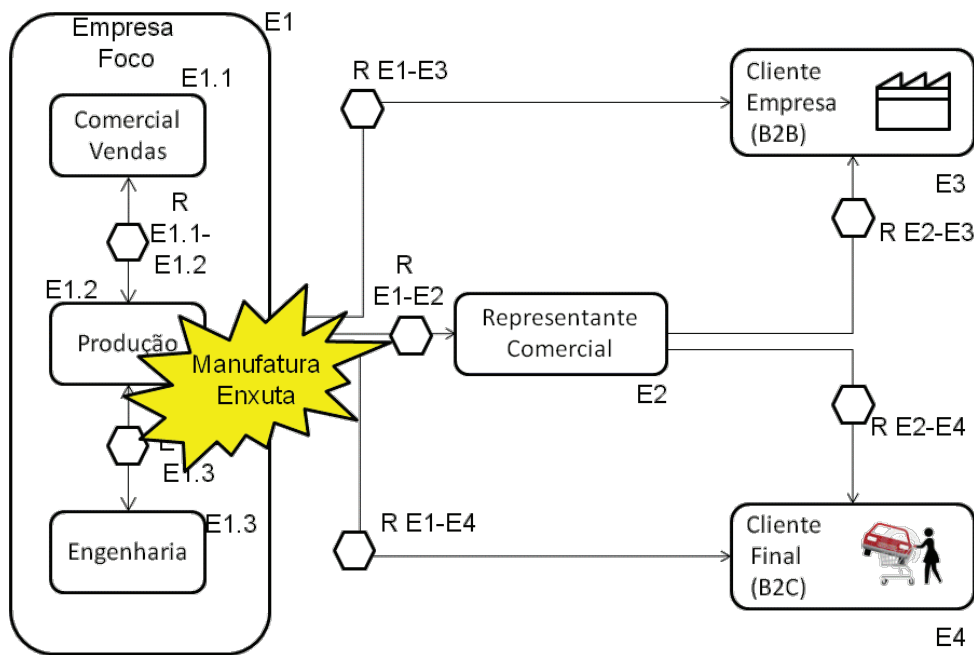 Empresa
Foco
E1
E1.1
Comercial
Vendas
R
E1.1-
E1.2
E1.2
Produção
Manufatura
Enxuta
E1.3
E1.3
Engenharia
R E1-E3
R
E1-E2
R E1-E4
Representante
Comercial
E2
Cliente
Empresa
(B2B)
E3
R E2-E3
R E2-E4
Cliente
Final
(B2C)
E4